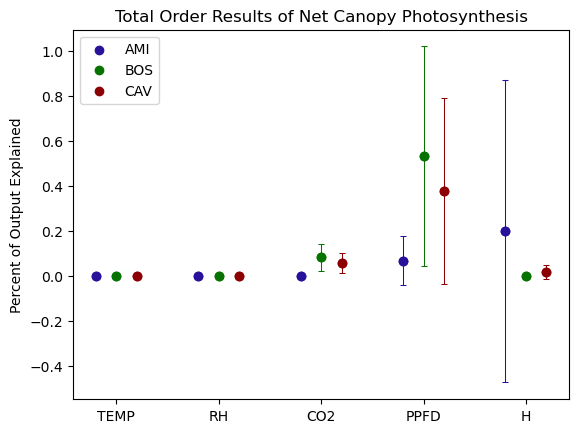 Total Order Results of Net Canopy Photosynthesis
AMI
BOS
CAV
Percent of Output Explained
1.0
0.8
0.6
0.4
0.2
0.0
−0.2
−0.4
TEMP
RH
CO2
PPFD
H